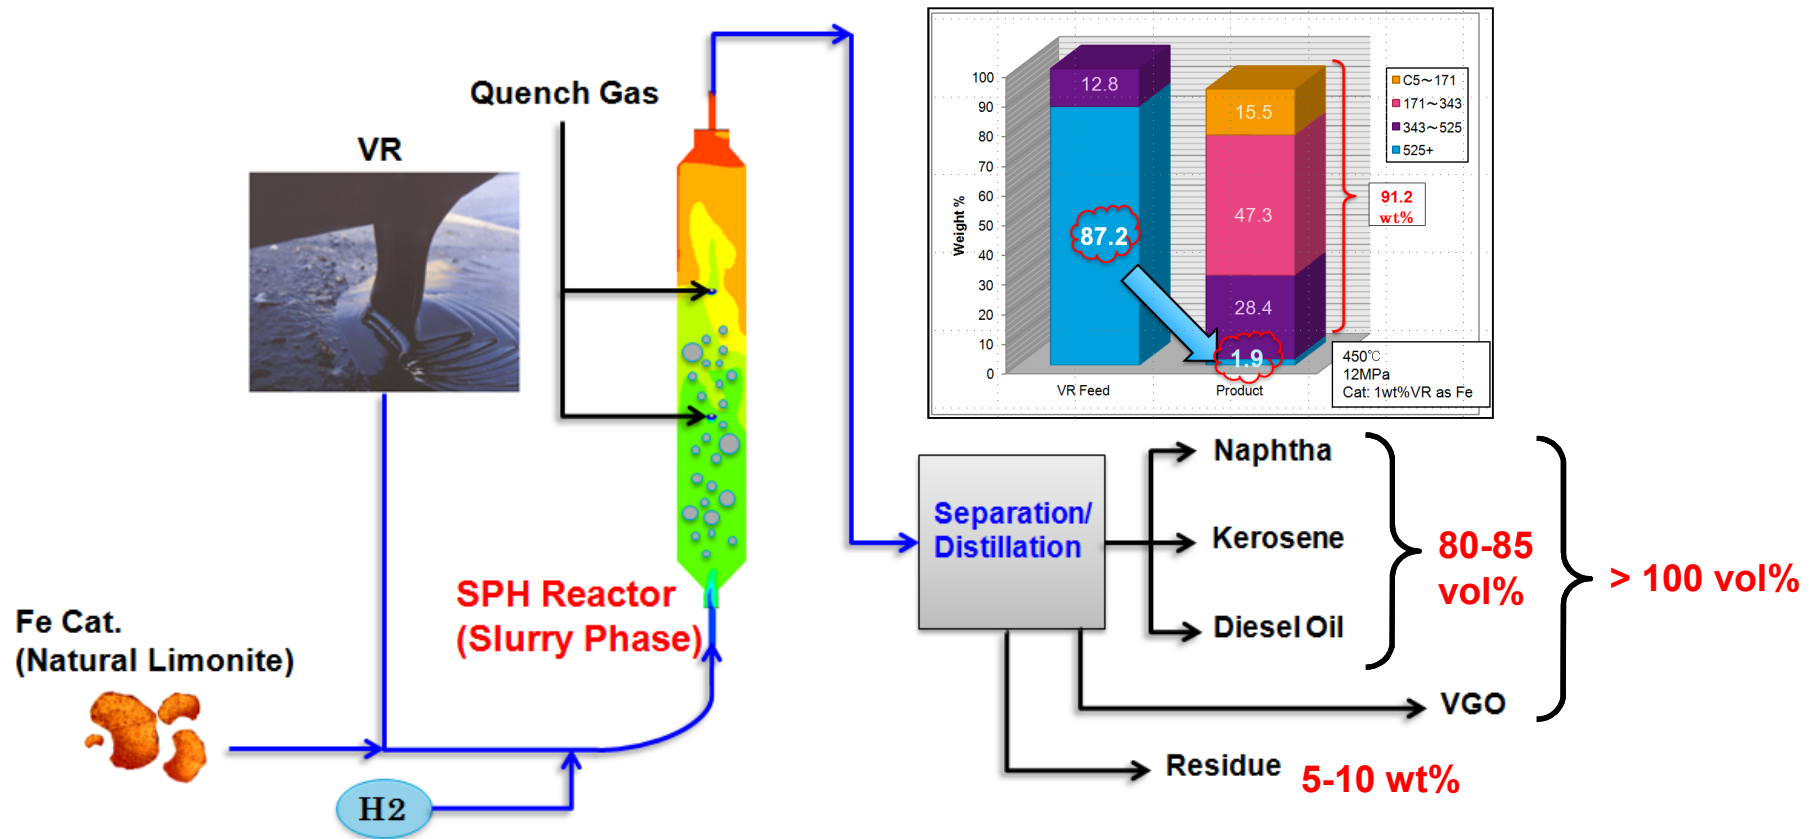 Quench Gas
VR
Fe Cat.
(Natural Limonite)
H2
SPH Reactor
(Slurry Phase)
Weight %
100
90
80
70
60
50
40
30
20
10
0
12.8
87.2
15.5
47.3
28.4
1.9
VR Feed
Product
C5～171
171～343
343～525
525+
91.2
wt%
450℃
12MPa
Cat: 1wt%VR as Fe
Separation/
Distillation
Naphtha
Kerosene
Diesel Oil
80-85
vol%
> 100 vol%
VGO
Residue
5-10 wt%